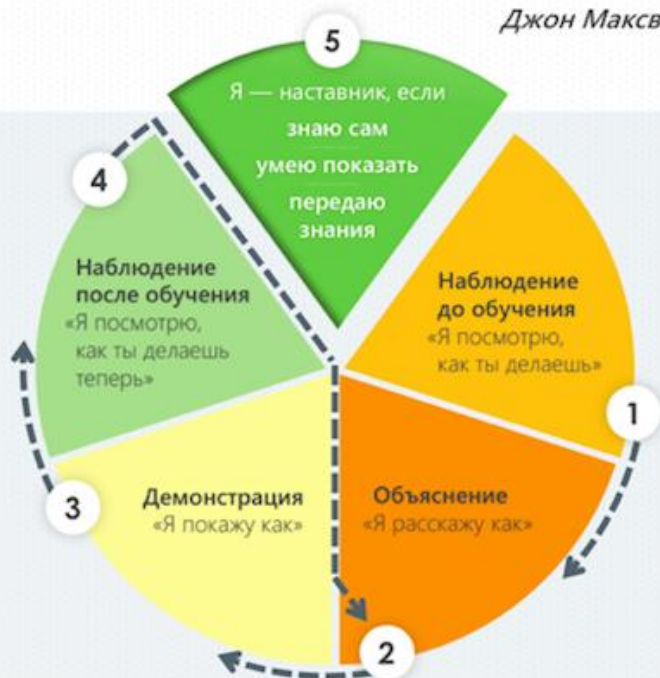 Джон Максв
5
Я — наставник, если
знаю сам
умею показать
передаю
знания
4
Наблюдение
после обучения
«Я посмотрю,
как ты делаешь
теперь»
Наблюдение
до обучения
«Я посмотрю,
как ты делаешь»
1
3
Демонстрация
«Я покажу как»
Объяснение
«Я расскажу как»
2